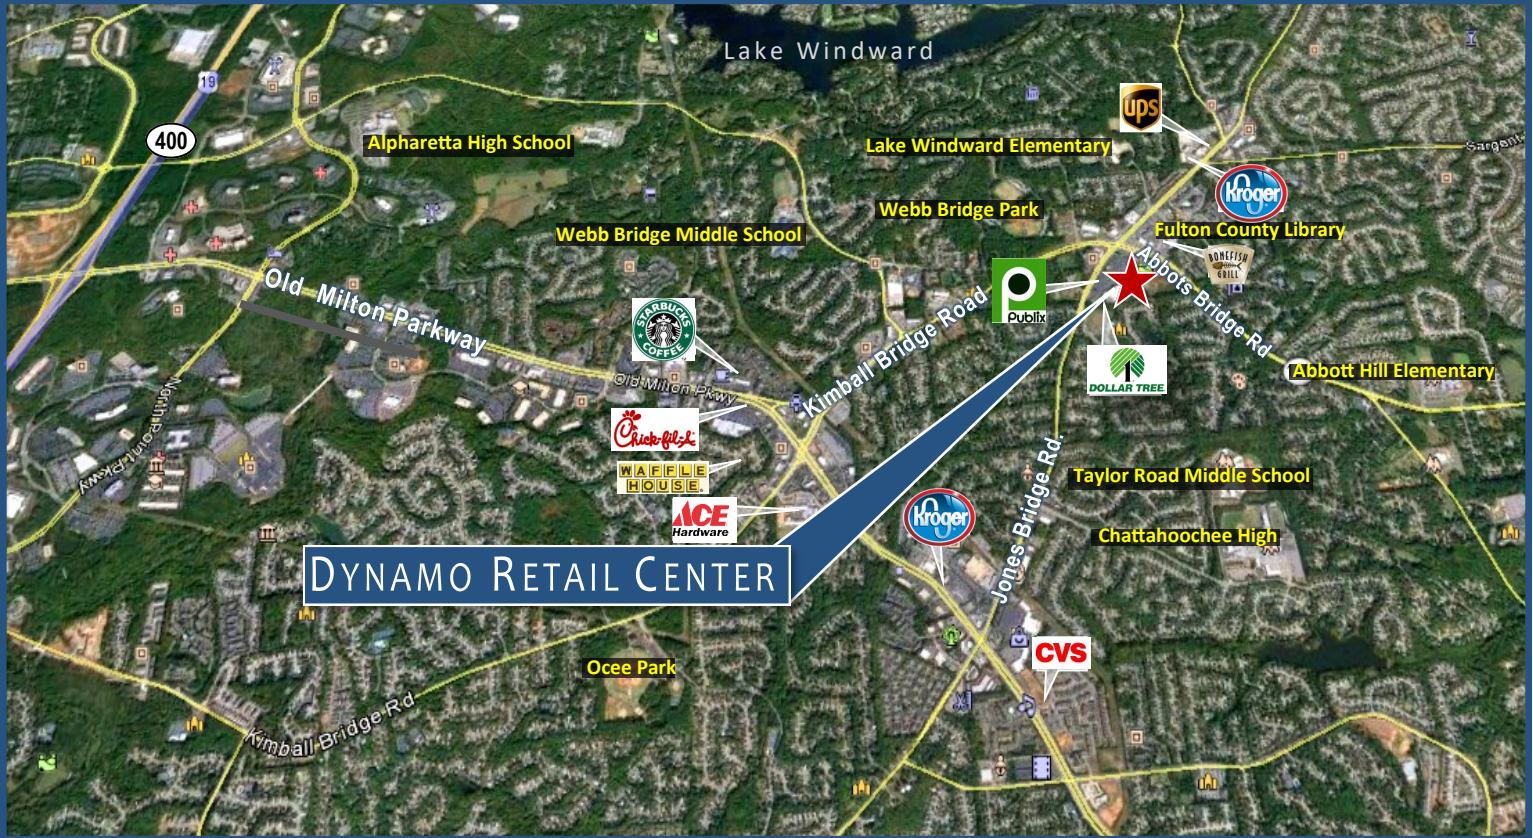 Lake Windward
19
400
ups
Alpharetta High School
Lake Windward Elementary
Sargent
Kroger
Webb Bridge Park
Fulton County Library
Webb Bridge Middle School
BONEFISH
GRILL
Abbots Bridge Rd
Publix
Old Milton Parkway
STARBUCKS
COFFEE
Kimball Bridge Road
DOLLAR TREE
Abbott Hill Elementary
Old Milton Pkwy
North Point Pkwy
Chick-fil-A
WAFFLE
HOUSE
Taylor Road Middle School
Jones Bridge Rd.
ACE
Hardware
Kroger
Chattahoochee High
DYNAMO RETAIL CENTER
CVS
Ocee Park
Kimball Bridge Rd